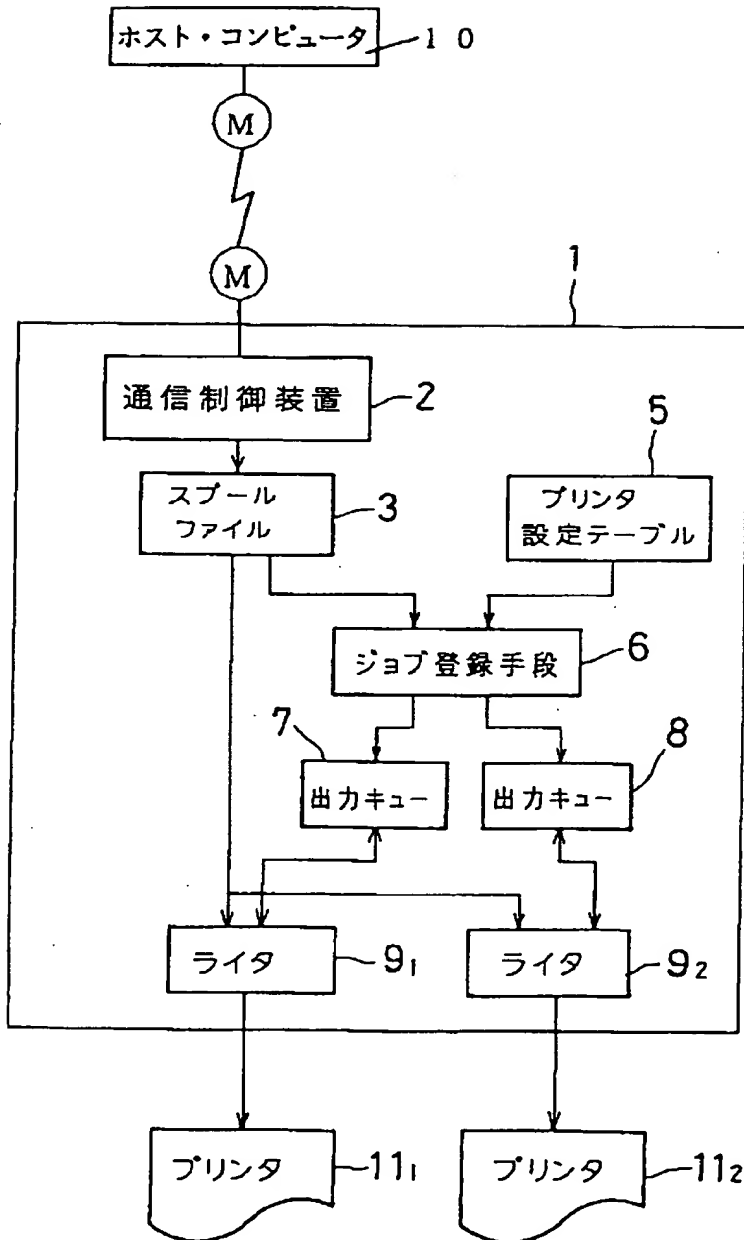 ホスト・コンピュータ 10
M
M
1
通信制御装置 2
スプール
ファイル 3
5
プリンタ
設定テーブル
ジョブ登録手段 6
7
出力キュー
8
出力キュー
ライタ 9₁
ライタ 9₂
プリンタ 11₁
プリンタ 11₂